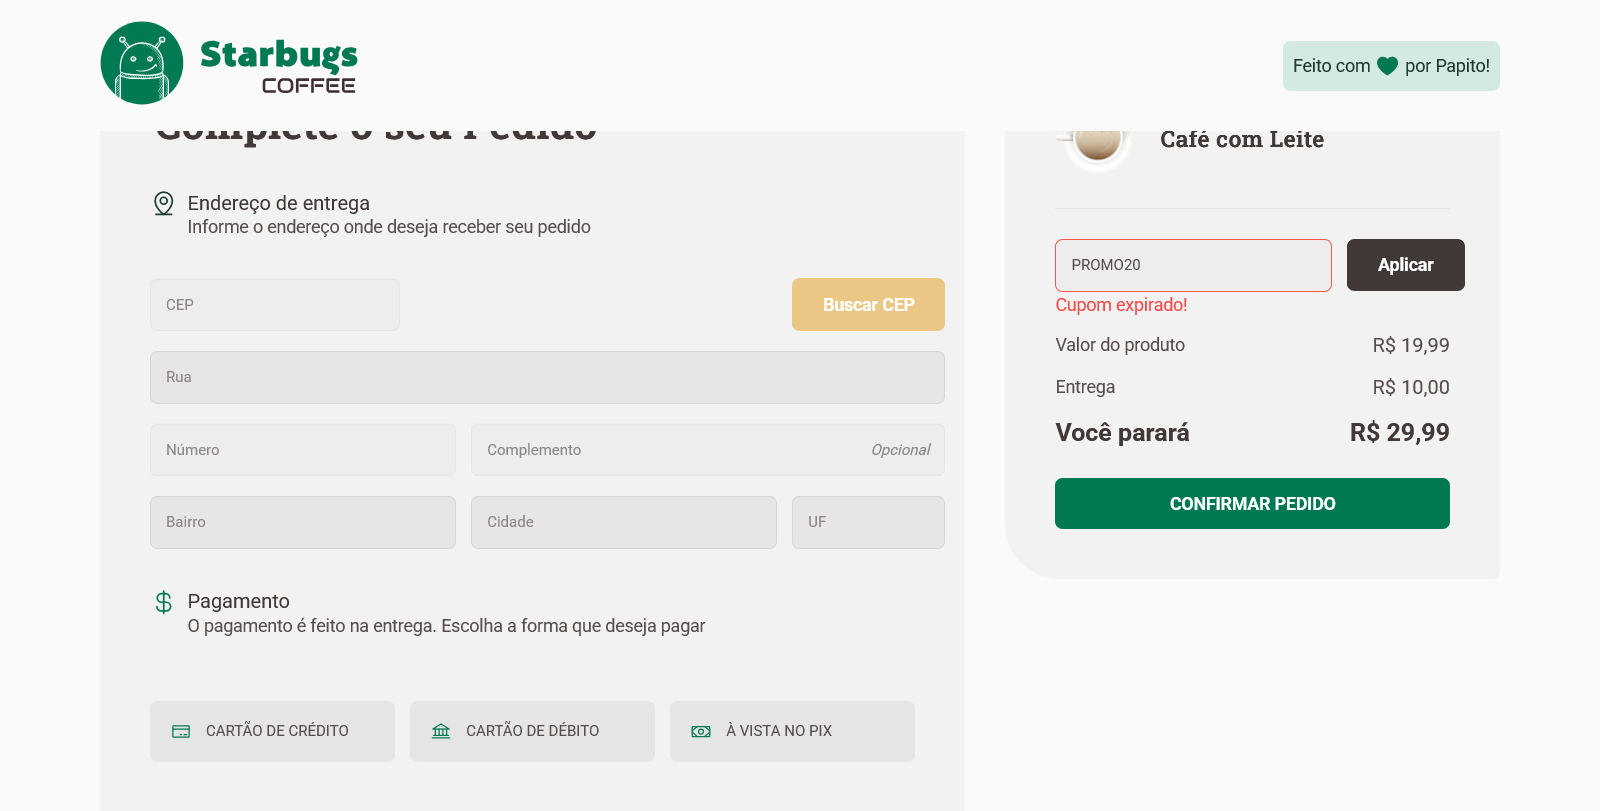 Starbugs
COFFEE
Feito com por Papito!
Complete o seu Pedido
Endereço de entrega
Informe o endereço onde deseja receber seu pedido
CEP
Buscar CEP
Rua
Número
Complemento
Opcional
Bairro
Cidade
UF
Pagamento
O pagamento é feito na entrega. Escolha a forma que deseja pagar
CARTÃO DE CRÉDITO
CARTÃO DE DÉBITO
À VISTA NO PIX
Café com Leite
PROMO20
Aplicar
Cupom expirado!
Valor do produto R$ 19,99
Entrega R$ 10,00
Você parará R$ 29,99
CONFIRMAR PEDIDO